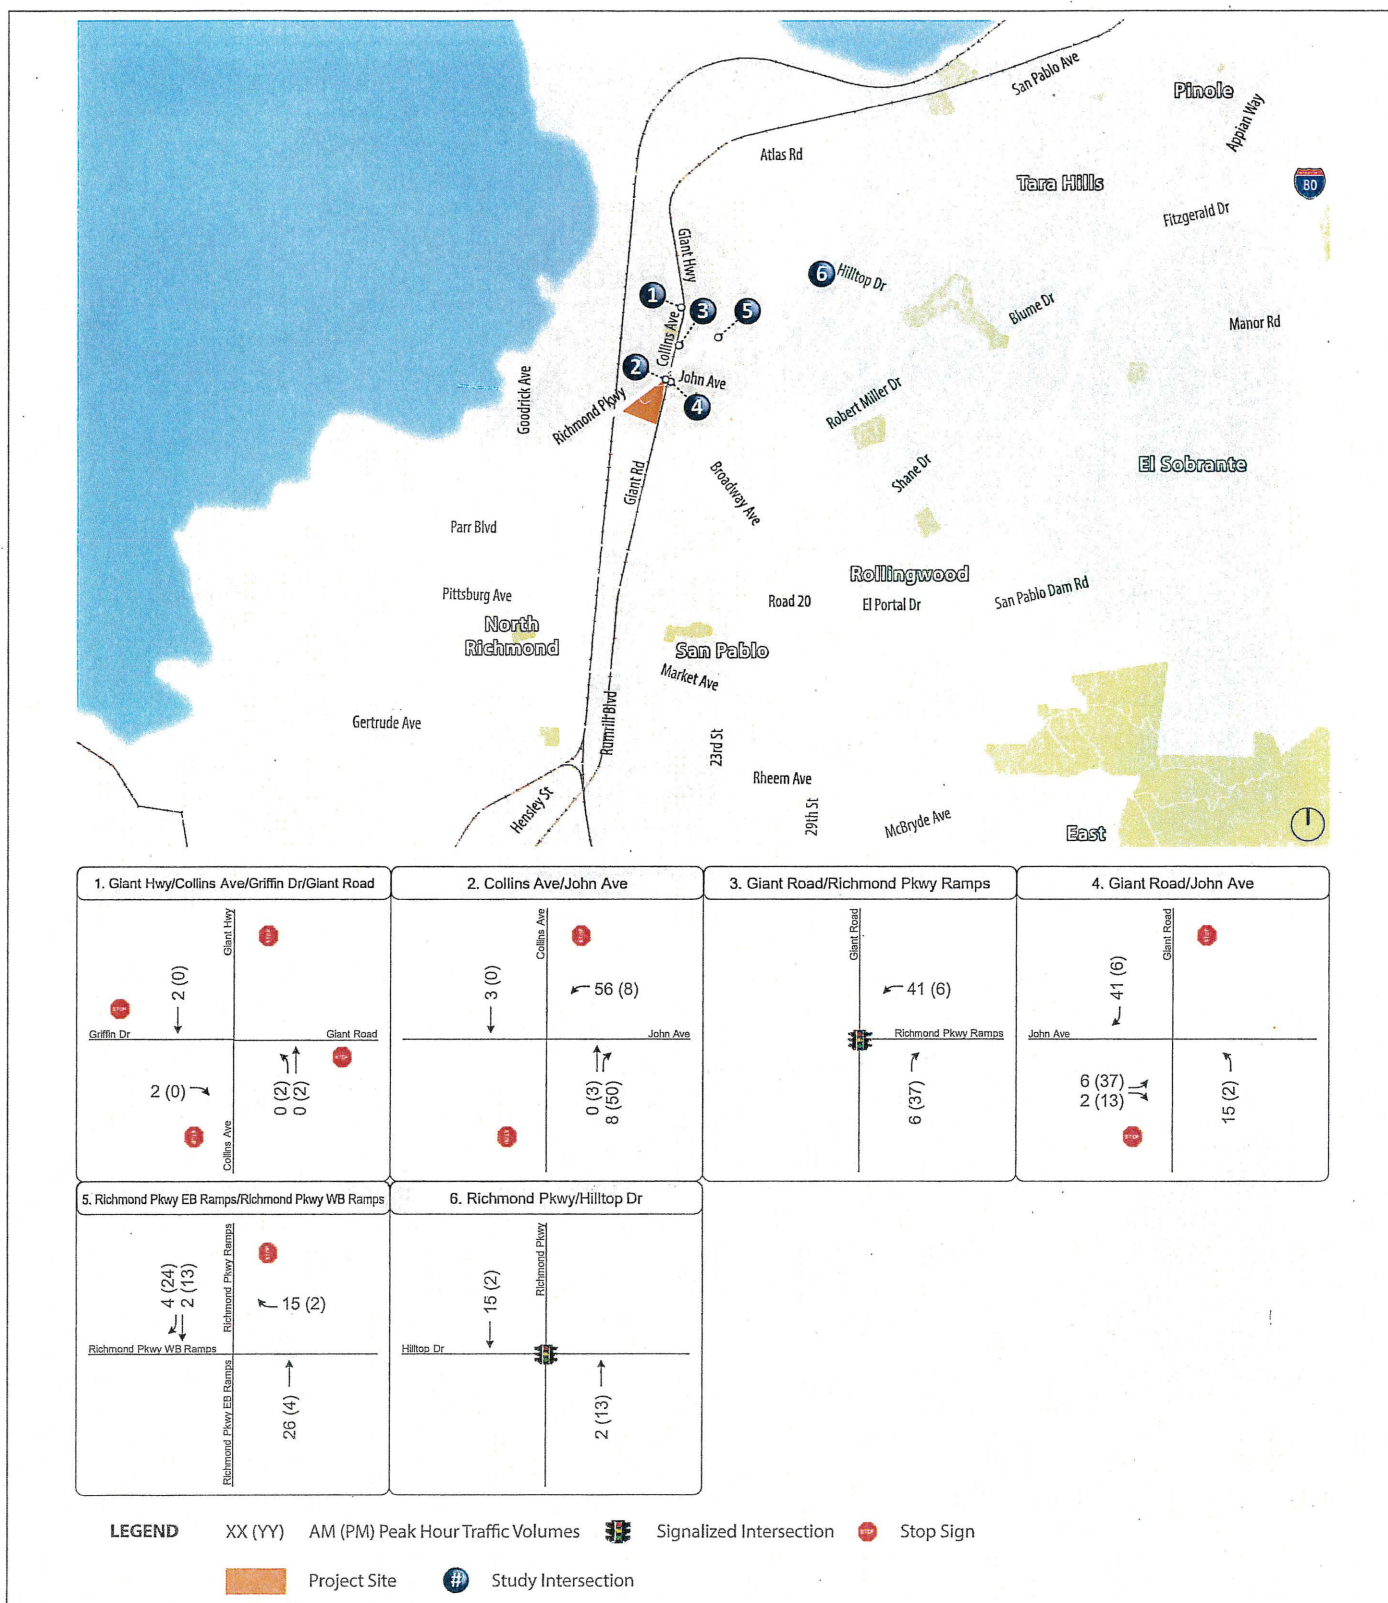 San Pablo Ave
Pinole
Appian Way
Atlas Rd
Tara Hills
80
Fitzgerald Dr
Giant Hwy
6
Hilltop Dr
1
3
5
Collins Ave
Blume Dr
Manor Rd
2
John Ave
Goodrick Ave
Richmond Pkwy
4
Robert Miller Dr
Giant Rd
Broadway Ave
Shane Dr
El Sobrante
Parr Blvd
Rollingwood
Pittsburg Ave
Road 20
El Portal Dr
San Pablo Dam Rd
North
Richmond
San Pablo
Market Ave
Gertrude Ave
Rumrill Blvd
23rd St
Rheem Ave
Hensley St
29th St
McBryde Ave
East
1. Giant Hwy/Collins Ave/Griffin Dr/Giant Road
Giant Hwy
STOP
2 (0)
STOP
Griffin Dr
Giant Road
STOP
2 (0)
0 (2)
0 (2)
STOP
Collins Ave
2. Collins Ave/John Ave
Collins Ave
STOP
3 (0)
56 (8)
John Ave
0 (3)
8 (50)
STOP
3. Giant Road/Richmond Pkwy Ramps
Giant Road
41 (6)
Richmond Pkwy Ramps
6 (37)
4. Giant Road/John Ave
Giant Road
STOP
41 (6)
John Ave
6 (37)
2 (13)
15 (2)
STOP
5. Richmond Pkwy EB Ramps/Richmond Pkwy WB Ramps
Richmond Pkwy Ramps
STOP
4 (24)
2 (13)
15 (2)
Richmond Pkwy WB Ramps
Richmond Pkwy EB Ramps
26 (4)
6. Richmond Pkwy/Hilltop Dr
Richmond Pkwy
15 (2)
Hilltop Dr
2 (13)
LEGEND XX (YY) AM (PM) Peak Hour Traffic Volumes Signalized Intersection STOP Stop Sign
Project Site # Study Intersection